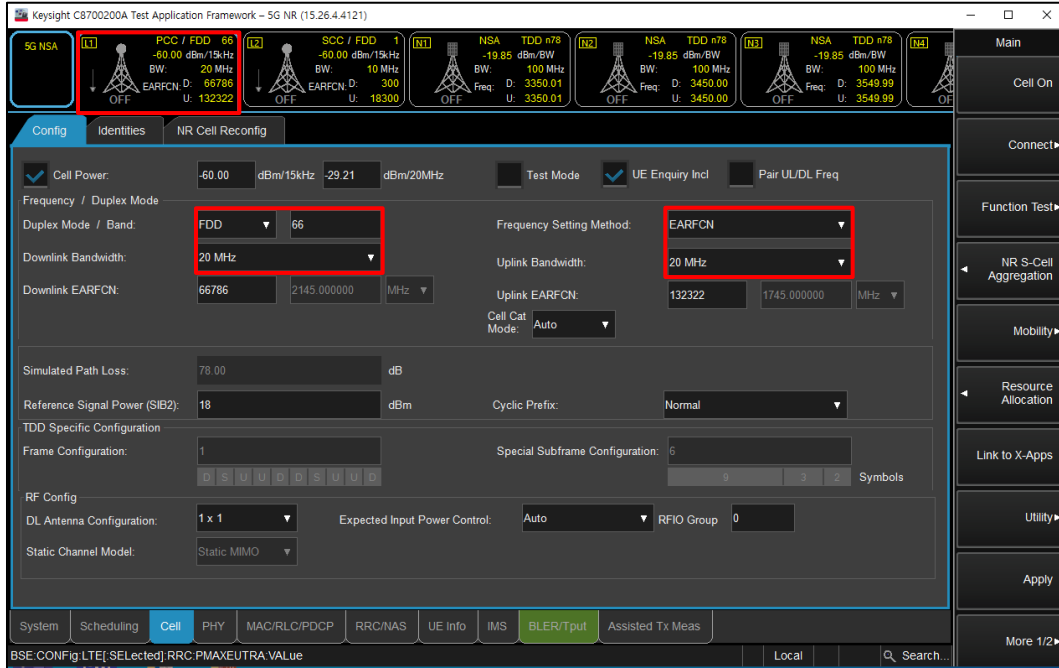 Keysight C8700200A Test Application Framework – 5G NR (15.26.4.4121)
5G NSA
L1 PCC / FDD 66
-60.00 dBm/15kHz
BW: 20 MHz
EARFCN: D: 66786
OFF U: 132322
L2 SCC / FDD 1
-60.00 dBm/15kHz
BW: 10 MHz
EARFCN: D: 300
OFF U: 18300
N1 NSA TDD n78
-19.85 dBm/BW
BW: 100 MHz
Freq: D: 3350.01
OFF U: 3350.01
N2 NSA TDD n78
-19.85 dBm/BW
BW: 100 MHz
Freq: D: 3450.00
OFF U: 3450.00
N3 NSA TDD n78
-19.85 dBm/BW
BW: 100 MHz
Freq: D: 3549.99
OFF U: 3549.99
N4
Main
Cell On
Connect
Function Test
NR S-Cell
Aggregation
Mobility
Resource
Allocation
Link to X-Apps
Utility
Apply
More 1/2
Config Identities NR Cell Reconfig
Cell Power: -60.00 dBm/15kHz -29.21 dBm/20MHz Test Mode UE Enquiry Incl Pair UL/DL Freq
Frequency / Duplex Mode
Duplex Mode / Band: FDD 66 Frequency Setting Method: EARFCN
Downlink Bandwidth: 20 MHz Uplink Bandwidth: 20 MHz
Downlink EARFCN: 66786 2145.000000 MHz Uplink EARFCN: 132322 1745.000000 MHz
Cell Cat
Mode: Auto
Simulated Path Loss: 78.00 dB
Reference Signal Power (SIB2): 18 dBm Cyclic Prefix: Normal
TDD Specific Configuration
Frame Configuration: 1 Special Subframe Configuration: 6
D S U U D D S U U D 9 3 2 Symbols
RF Config
DL Antenna Configuration: 1 x 1 Expected Input Power Control: Auto RFIO Group 0
Static Channel Model: Static MIMO
System Scheduling Cell PHY MAC/RLC/PDCP RRC/NAS UE Info IMS BLER/Tput Assisted Tx Meas
BSE:CONFig:LTE[:SELected]:RRC:PMAXEUTRA:VALue Local Search...